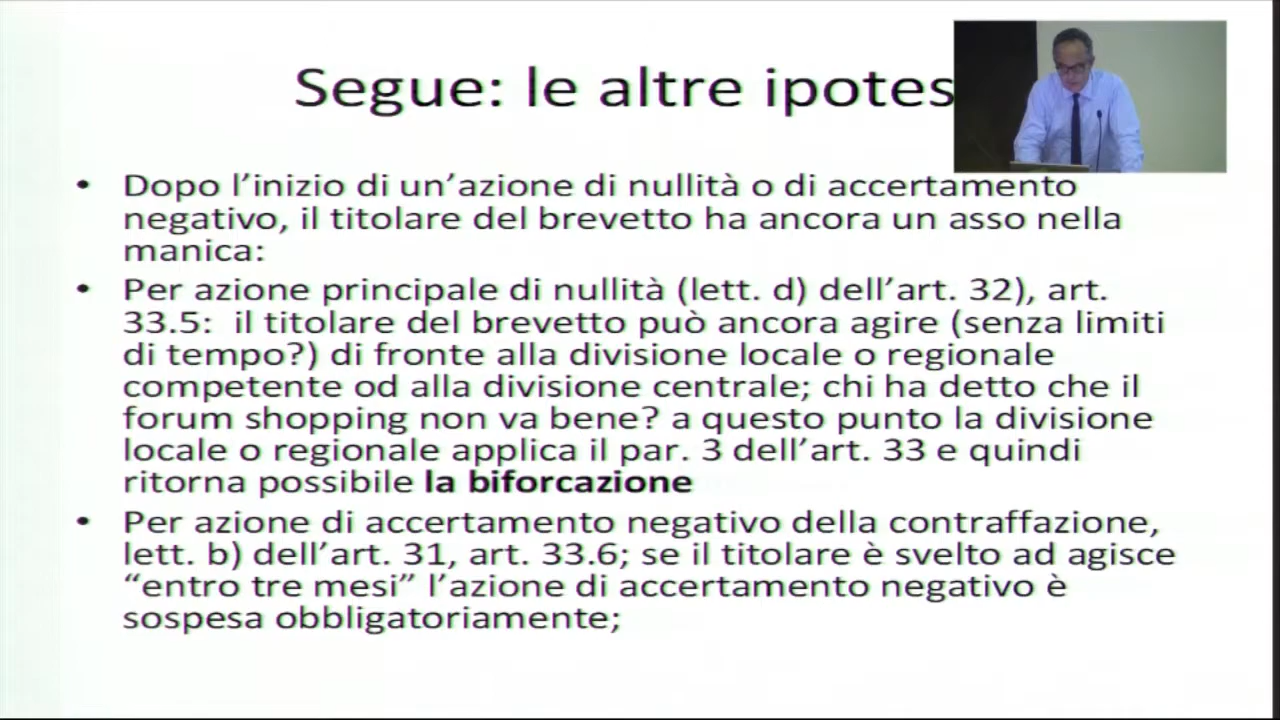 Segue: le altre ipotes
• Dopo l’inizio di un’azione di nullità o di accertamento
negativo, il titolare del brevetto ha ancora un asso nella
manica:
• Per azione principale di nullità (lett. d) dell’art. 32), art.
33.5:  il titolare del brevetto può ancora agire (senza limiti
di tempo?) di fronte alla divisione locale o regionale
competente od alla divisione centrale; chi ha detto che il
forum shopping non va bene? a questo punto la divisione
locale o regionale applica il par. 3 dell’art. 33 e quindi
ritorna possibile la biforcazione
• Per azione di accertamento negativo della contraffazione,
lett. b) dell’art. 31, art. 33.6; se il titolare è svelto ad agisce
“entro tre mesi” l’azione di accertamento negativo è
sospesa obbligatoriamente;